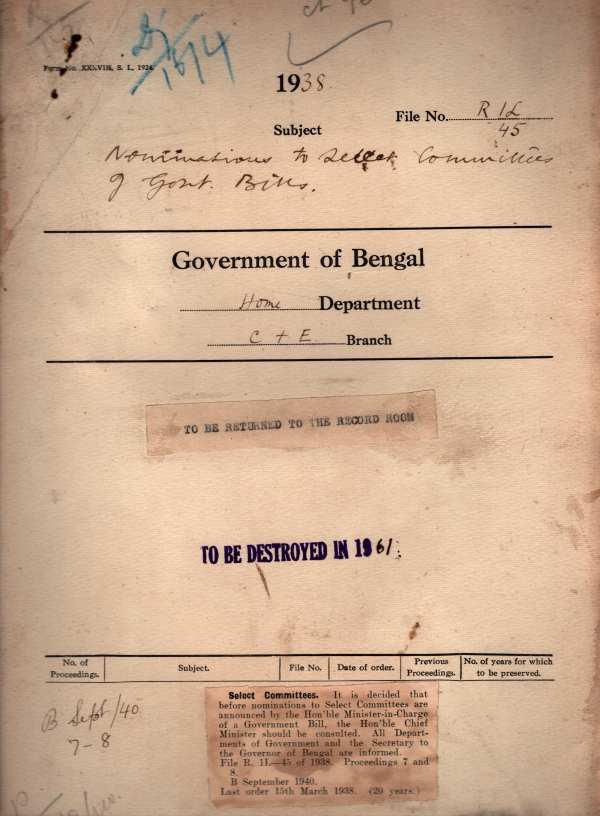 Form No. XXXVIII, S. I., 1924.
1938
File No. R 1L
45
Subject
Nominations to Select Committees
of Govt. Bills.
Government of Bengal
Home Department
C + E Branch
TO BE RETURNED TO THE RECORD ROOM
TO BE DESTROYED IN 1961
No. of Proceedings. Subject. File No. Date of order. Previous Proceedings. No. of years for which to be preserved.
B Sept/40
7-8
Select Committees. It is decided that
before nominations to Select Committees are
announced by the Hon'ble Minister-in-Charge
of a Government Bill, the Hon'ble Chief
Minister should be consulted. All Depart-
ments of Government and the Secretary to
the Governor of Bengal are informed.
File R. 1L—45 of 1938. Proceedings 7 and
8.
B September 1940.
Last order 15th March 1938. (20 years.)